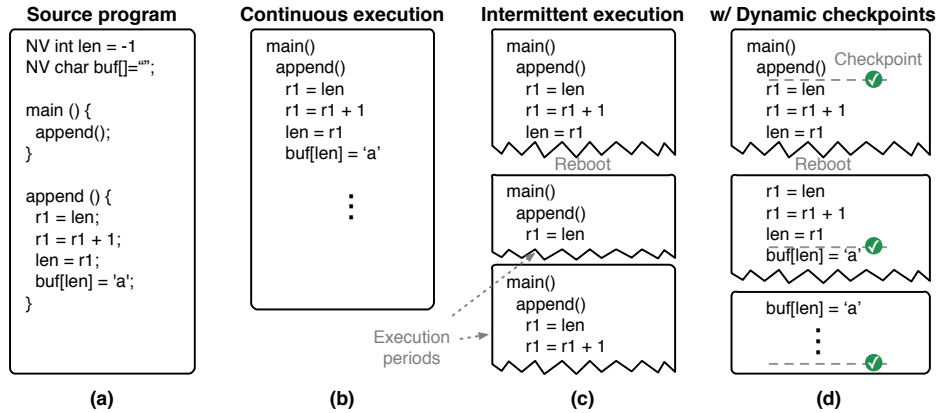 Source program
NV int len = -1
NV char buf[]=“”;
main () {
append();
}
append () {
r1 = len;
r1 = r1 + 1;
len = r1;
buf[len] = 'a';
}
(a)
Continuous execution
main()
append()
r1 = len
r1 = r1 + 1
len = r1
buf[len] = ‘a’
(b)
Intermittent execution
main()
append()
r1 = len
r1 = r1 + 1
len = r1
Reboot
main()
append()
r1 = len
main()
append()
r1 = len
r1 = r1 + 1
Execution
periods
(c)
w/ Dynamic checkpoints
main()
append()
Checkpoint
r1 = len
r1 = r1 + 1
len = r1
Reboot
r1 = len
r1 = r1 + 1
len = r1
buf[len] = ‘a’
buf[len] = ‘a’
(d)